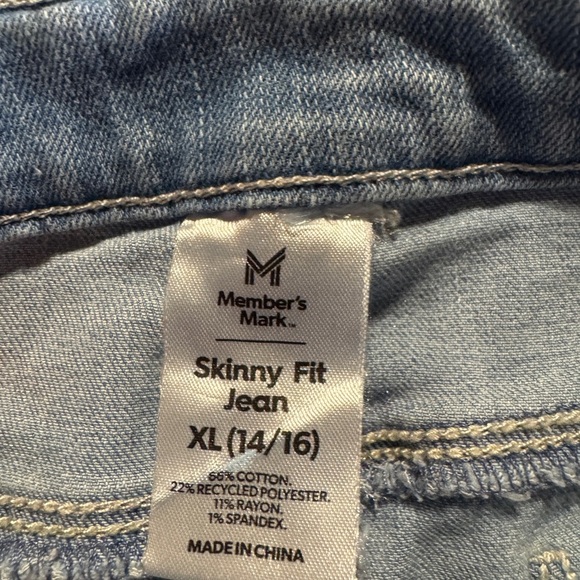 Member's
Mark™
Skinny Fit
Jean
XL (14/16)
66% COTTON.
22% RECYCLED POLYESTER.
11% RAYON.
1% SPANDEX.
MADE IN CHINA